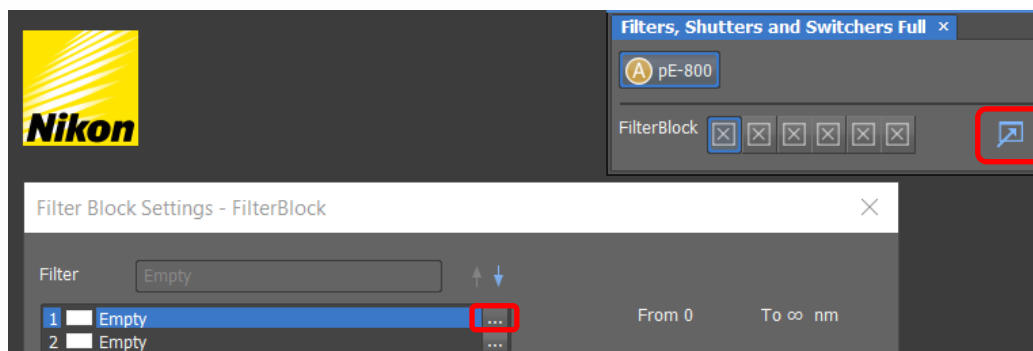 Filters, Shutters and Switchers Full ×
A pE-800
Nikon
FilterBlock
Filter Block Settings - FilterBlock
Filter Empty
1 Empty ... From 0 To ∞ nm
2 Empty ...